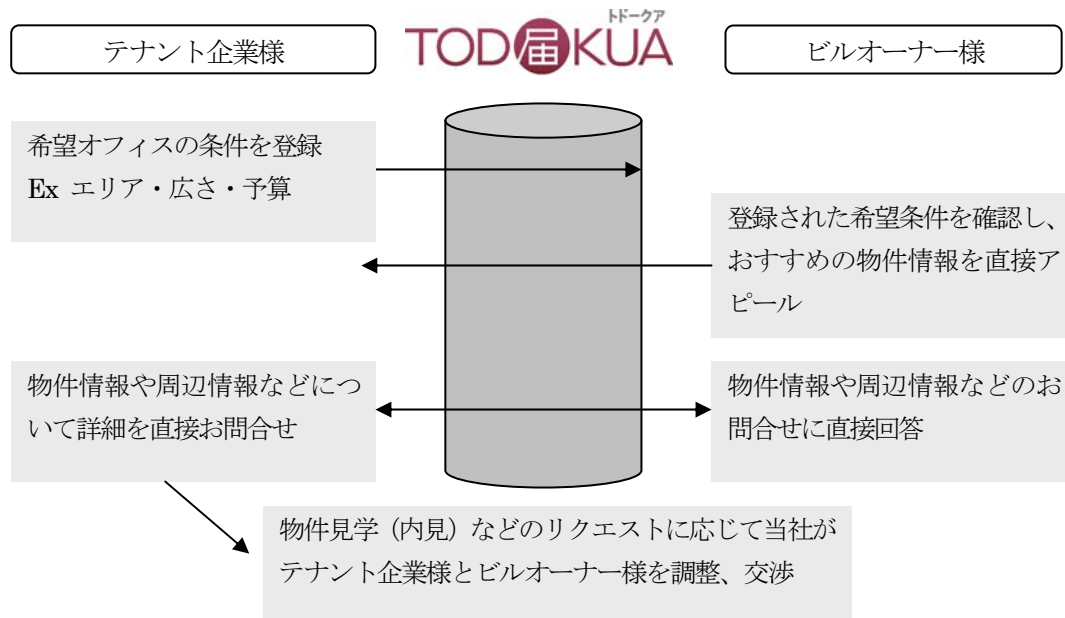 テナント企業様
トドークア
TOD届KUA
ビルオーナー様
希望オフィスの条件を登録
Ex エリア・広さ・予算
登録された希望条件を確認し、
おすすめの物件情報を直接ア
ピール
物件情報や周辺情報などにつ
いて詳細を直接お問合せ
物件情報や周辺情報などのお
問合せに直接回答
物件見学（内見）などのリクエストに応じて当社が
テナント企業様とビルオーナー様を調整、交渉